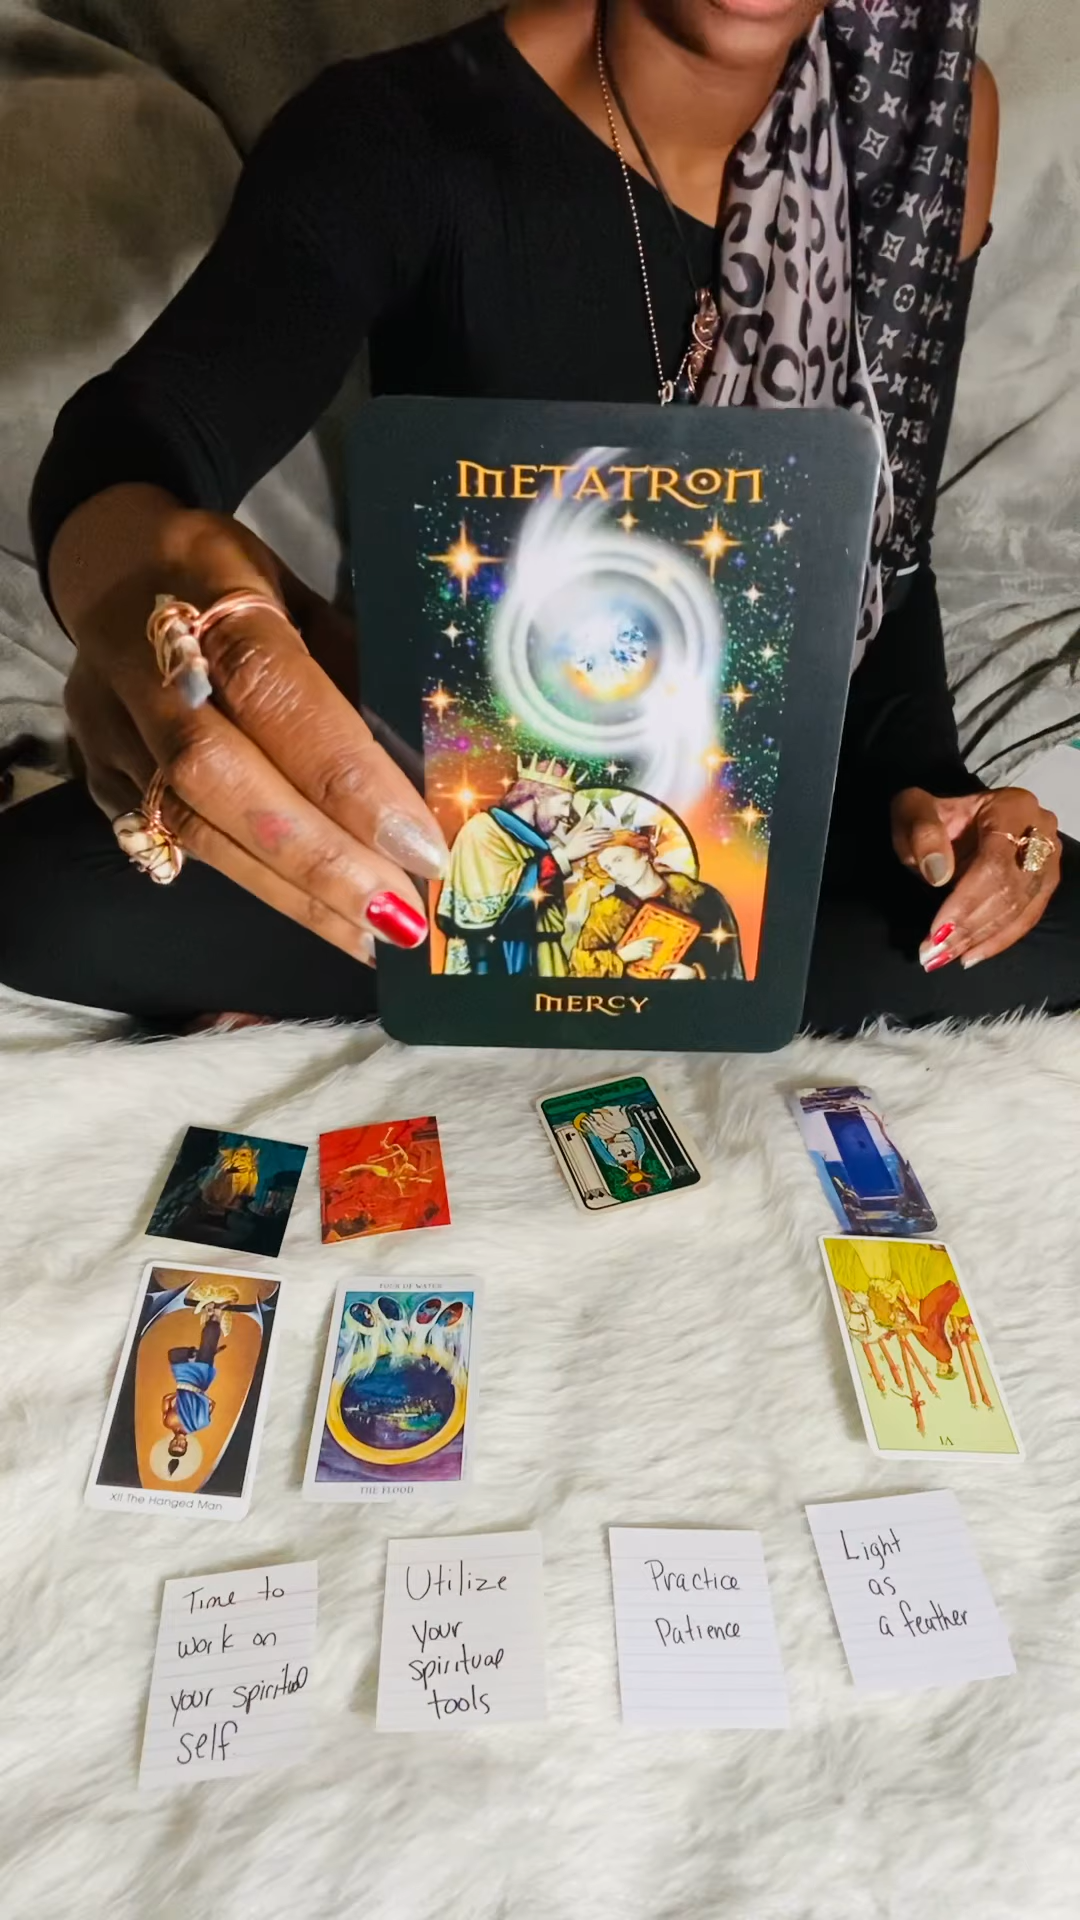 METATRON
MERCY
FOUR OF WATER
THE FLOOD
XII The Hanged Man
VI
Time to
work on
your spiritual
self
Utilize
your
spiritual
tools
Practice
Patience
Light
as
a feather